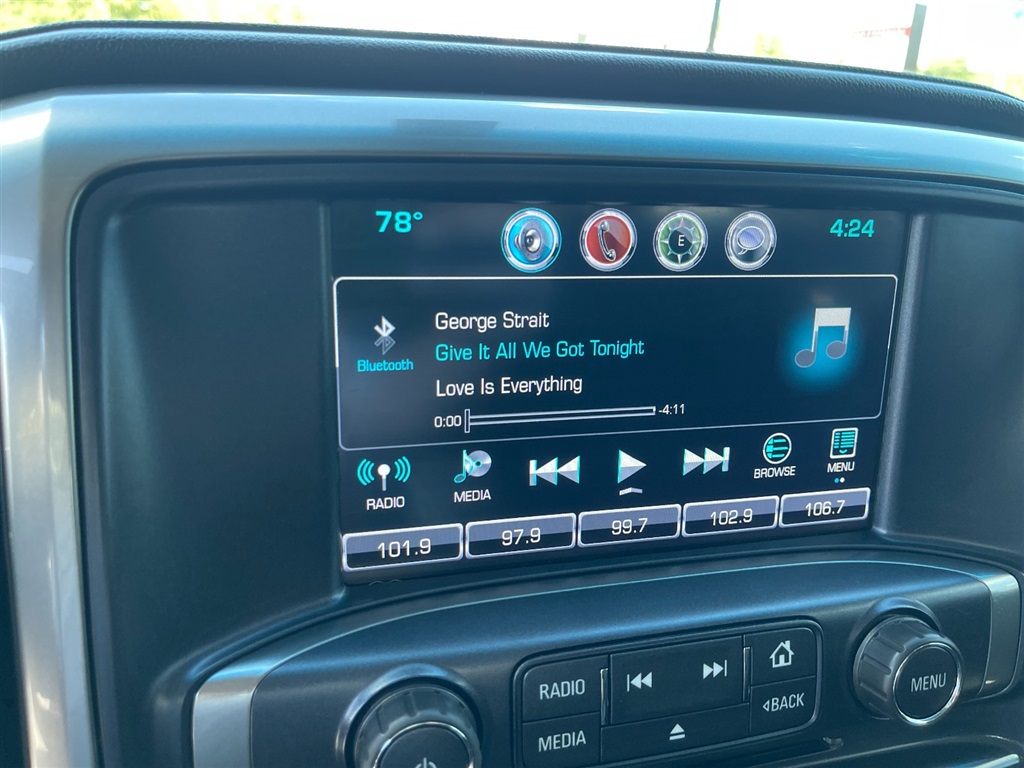 78°
E
4:24
George Strait
Bluetooth
Give It All We Got Tonight
Love Is Everything
0:00
-4:11
RADIO
MEDIA
BROWSE
MENU
101.9
97.9
99.7
102.9
106.7
RADIO
BACK
MENU
MEDIA